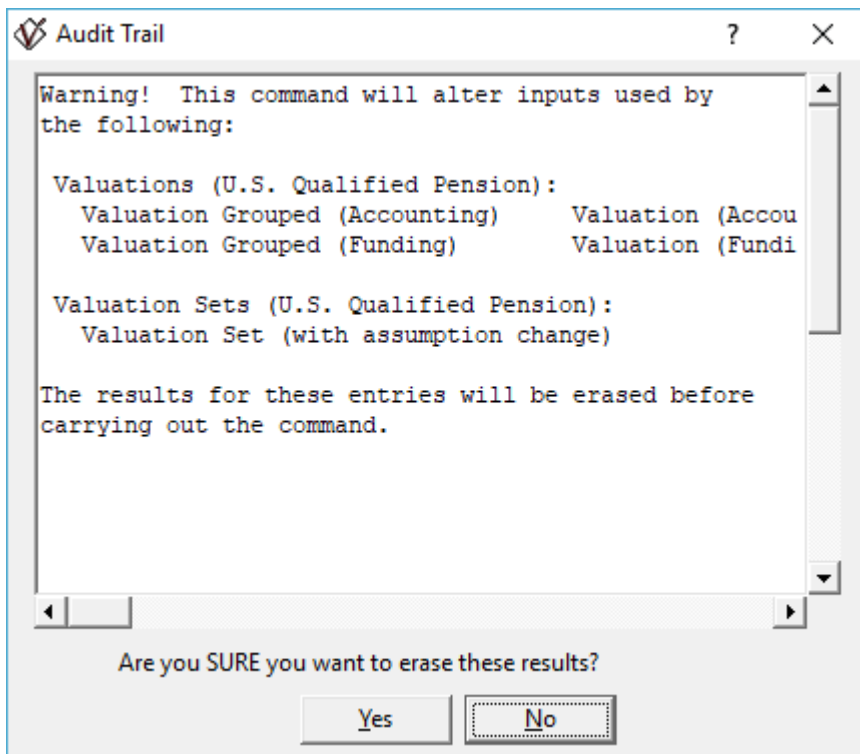 Audit Trail ?
Warning!  This command will alter inputs used by
the following:
Valuations (U.S. Qualified Pension):
Valuation Grouped (Accounting)      Valuation (Accou
Valuation Grouped (Funding)         Valuation (Fundi
Valuation Sets (U.S. Qualified Pension):
Valuation Set (with assumption change)
The results for these entries will be erased before
carrying out the command.
Are you SURE you want to erase these results?
Yes No